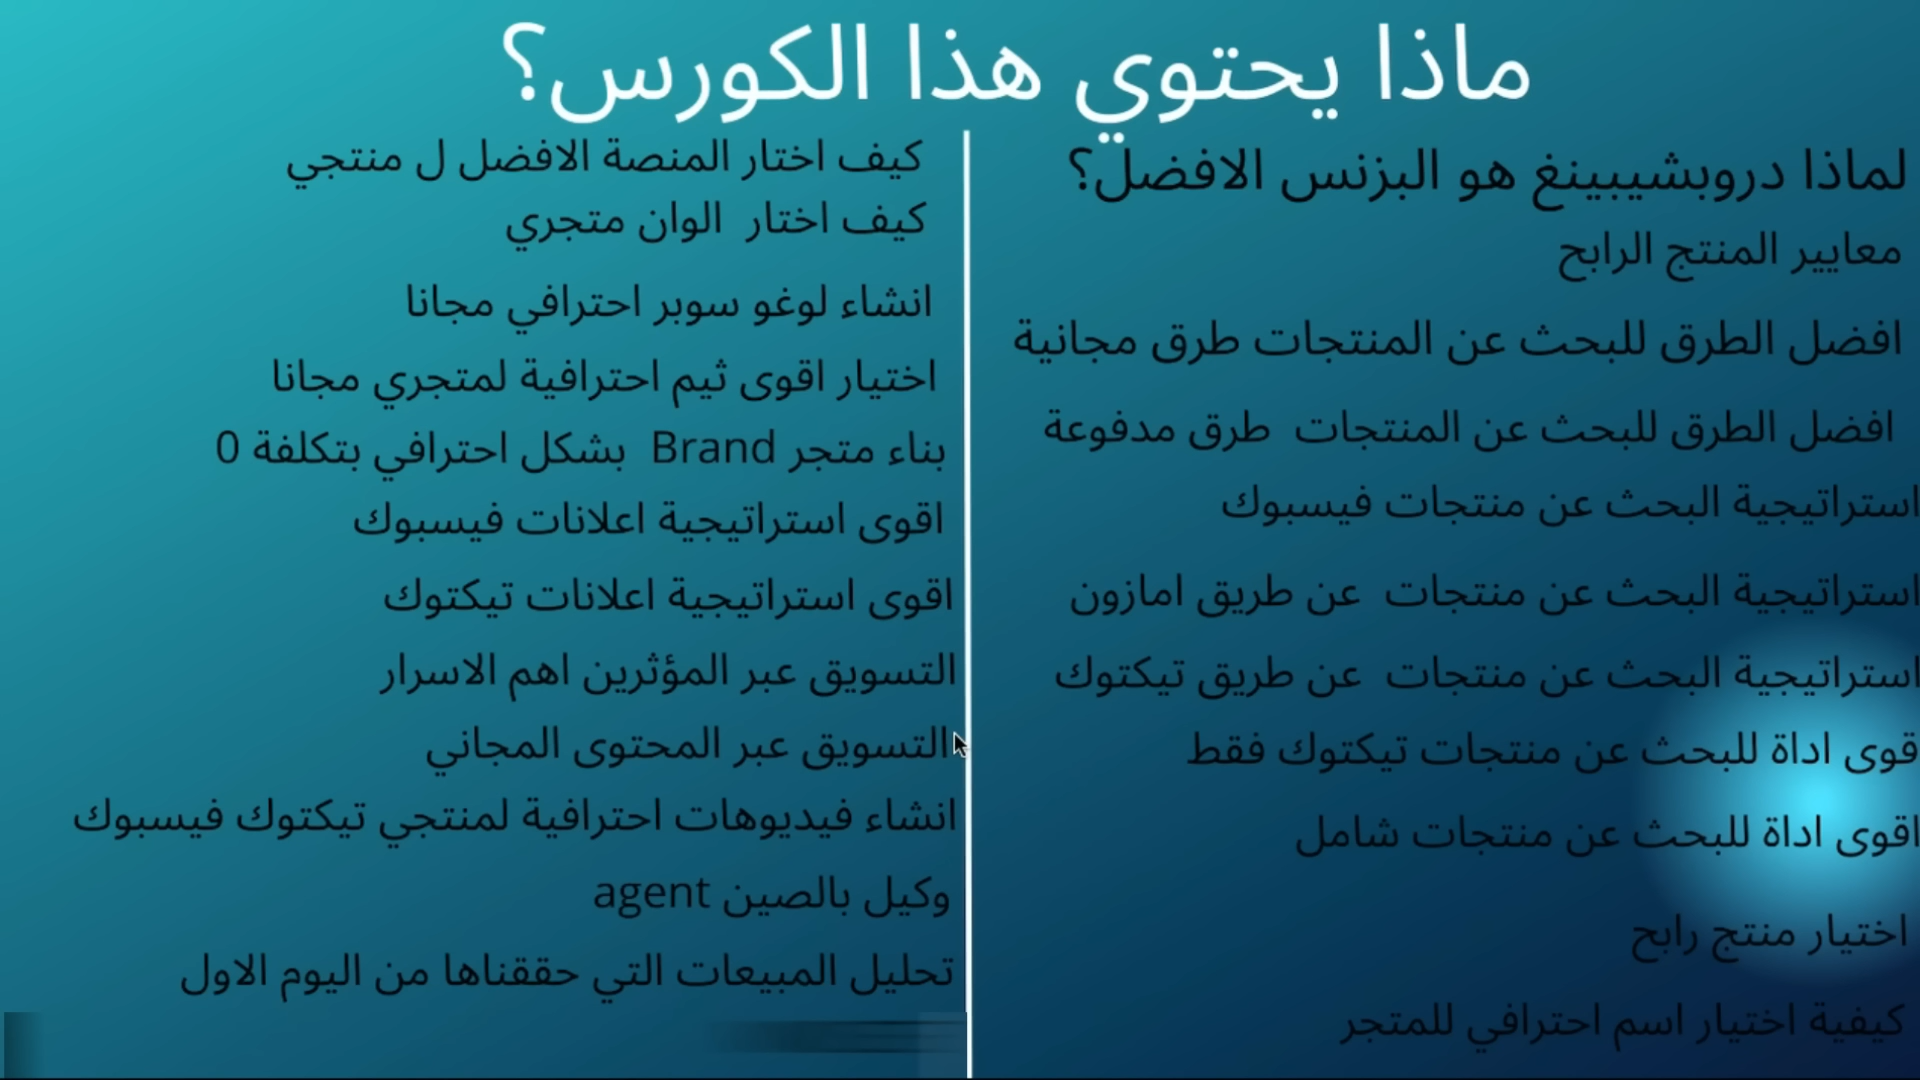 ماذا يحتوي هذا الكورس؟
لماذا دروبشيبينغ هو البزنس الافضل؟
معايير المنتج الرابح
افضل الطرق للبحث عن المنتجات طرق مجانية
افضل الطرق للبحث عن المنتجات طرق مدفوعة
استراتيجية البحث عن منتجات فيسبوك
استراتيجية البحث عن منتجات عن طريق امازون
استراتيجية البحث عن منتجات عن طريق تيكتوك
قوى اداة للبحث عن منتجات تيكتوك فقط
اقوى اداة للبحث عن منتجات شامل
اختيار منتج رابح
كيفية اختيار اسم احترافي للمتجر
كيف اختار المنصة الافضل ل منتجي
كيف اختار الوان متجري
انشاء لوغو سوبر احترافي مجانا
اختيار اقوى ثيم احترافية لمتجري مجانا
بناء متجر Brand بشكل احترافي بتكلفة 0
اقوى استراتيجية اعلانات فيسبوك
اقوى استراتيجية اعلانات تيكتوك
التسويق عبر المؤثرين اهم الاسرار
التسويق عبر المحتوى المجاني
انشاء فيديوهات احترافية لمنتجي تيكتوك فيسبوك
وكيل بالصين agent
تحليل المبيعات التي حققناها من اليوم الاول